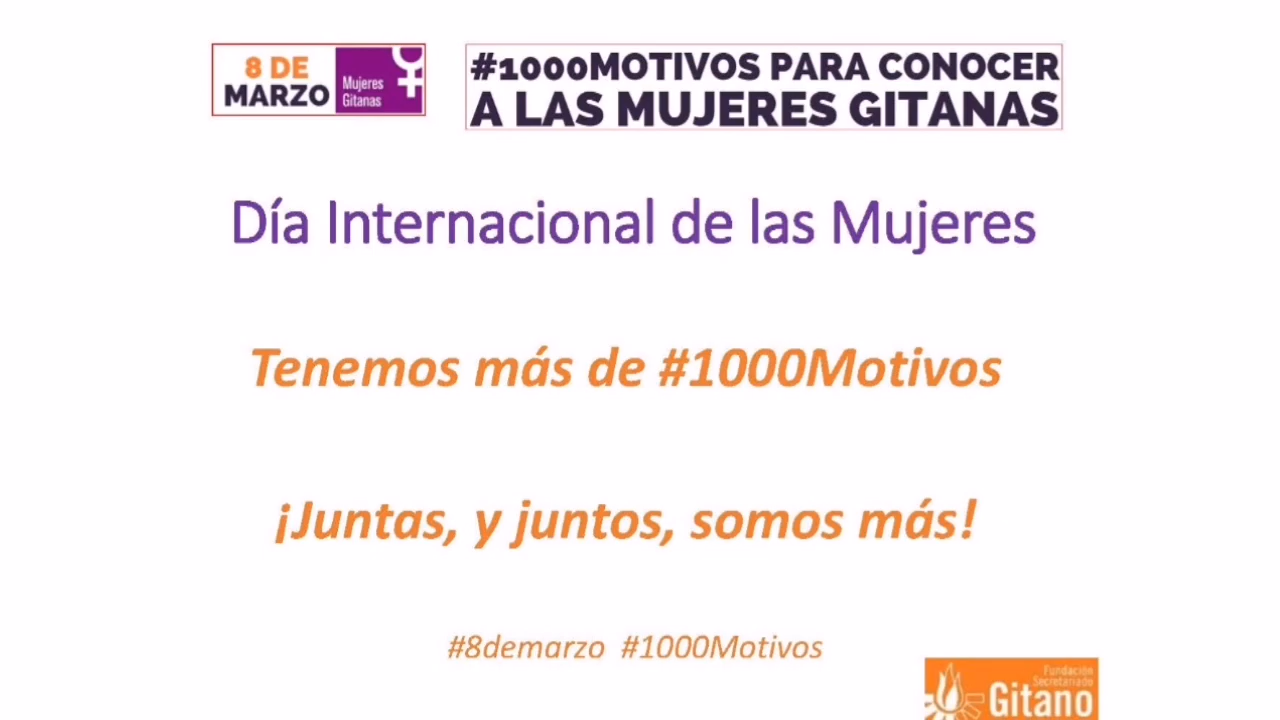 8 DE
MARZO
Mujeres
Gitanas
#1000MOTIVOS PARA CONOCER
A LAS MUJERES GITANAS
Día Internacional de las Mujeres
Tenemos más de #1000Motivos
¡Juntas, y juntos, somos más!
#8demarzo #1000Motivos
Fundación
Secretariado
Gitano